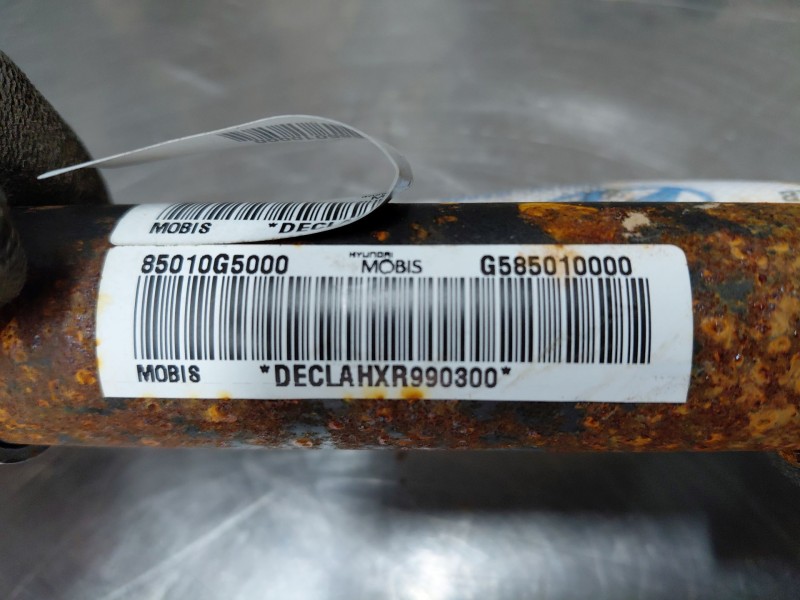 MOBIS *DECL
85010G5000 HYUNDAI MOBIS G585010000
MOBIS *DECLAHXR990300*